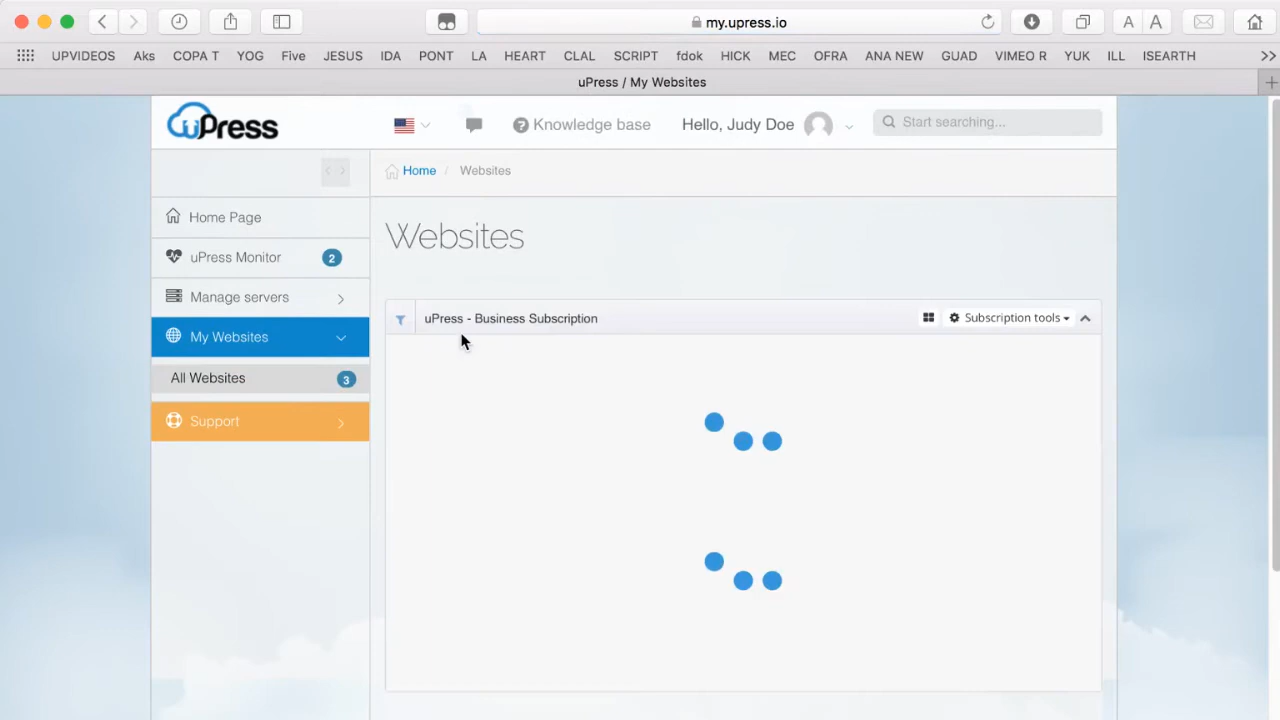 my.upress.io
A A
UPVIDEOS Aks COPA T YOG Five JESUS IDA PONT LA HEART CLAL SCRIPT fdok HICK MEC OFRA ANA NEW GUAD VIMEO R YUK ILL ISEARTH
uPress / My Websites
uPress
Knowledge base
Hello, Judy Doe
Start searching...
Home / Websites
Home Page
uPress Monitor 2
Manage servers
My Websites
All Websites 3
Support
Websites
uPress - Business Subscription
Subscription tools